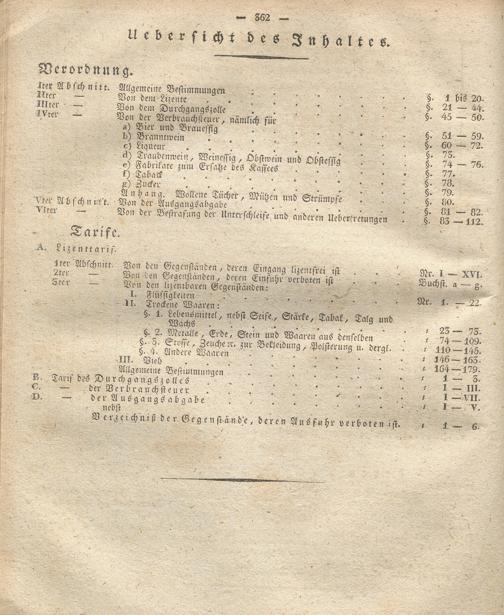 — 362 —
Uebersicht des Inhaltes.
Verordnung.
Iter Abschnitt. Allgemeine Bestimmungen §. 1 bis 20.
IIter — Von dem Lizente §. 21 — 44.
IIIter — Von dem Durchgangszolle §. 45 — 50.
IVter — Von der Verbrauchsteuer, nämlich für
a) Bier und Brauessig §. 51 — 59.
b) Branntwein §. 60 — 72.
c) Liqueur §. 73.
d) Traubenwein, Weinessig, Obstwein und Obstessig §. 74 — 76.
e) Fabrikate zum Ersatze des Kaffees §. 77.
f) Taback §. 78.
g) Zucker §. 79.
Anhang. Wollene Tücher, Mützen und Strümpfe §. 80.
Vter Abschnitt. Von der Ausgangsabgabe §. 81 — 82.
VIter — Von der Bestrafung der Unterschleife und anderen Uebertretungen §. 83 — 112.
Tarife.
A. Lizenttarif.
1ter Abschnitt. Von den Gegenständen, deren Eingang lizentfrei ist Nr. I — XVI.
2ter — Von den Gegenständen, deren Einfuhr verboten ist Buchst. a — g.
3ter — Von den lizentbaren Gegenständen:
I. Flüssigkeiten Nr. 1. — 22.
II. Trockene Waaren:
§. 1. Lebensmittel, nebst Seife, Stärke, Tabak, Talg und
Wachs ' 23 — 73.
§. 2. Metalle, Erde, Stein und Waaren aus denselben ' 74 — 109.
§. 3. Stoffe, Zeuche ꝛc. zur Bekleidung, Polsterung u. dergl. ' 110 — 145.
§. 4. Andere Waaren ' 146 — 163.
III. Vieh ' 164 — 179.
Allgemeine Bestimmungen
B. Tarif des Durchgangszolles ' 1 — 3.
C. — der Verbrauchsteuer ' I — III.
D. — der Ausgangsabgabe ' I — VII.
nebst ' I — V.
Verzeichniß der Gegenstände, deren Ausfuhr verboten ist. ' 1 — 6.